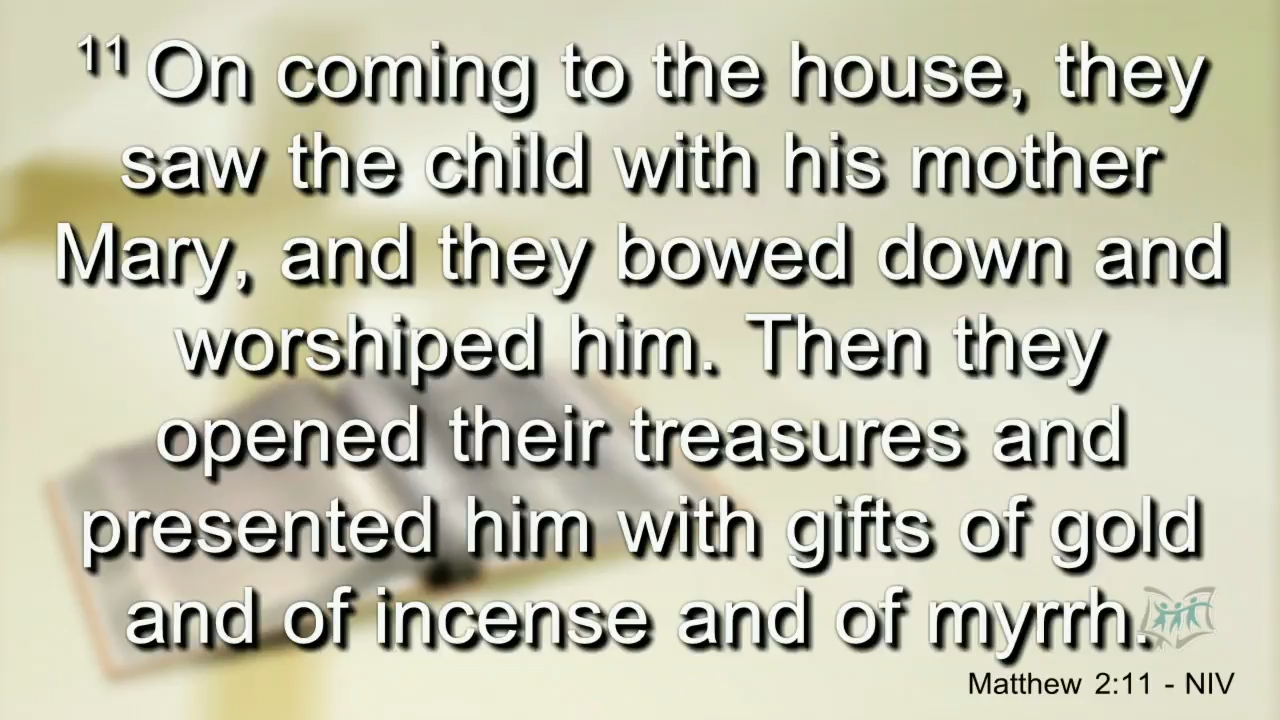 11 On coming to the house, they
saw the child with his mother
Mary, and they bowed down and
worshiped him. Then they
opened their treasures and
presented him with gifts of gold
and of incense and of myrrh.
Matthew 2:11 - NIV